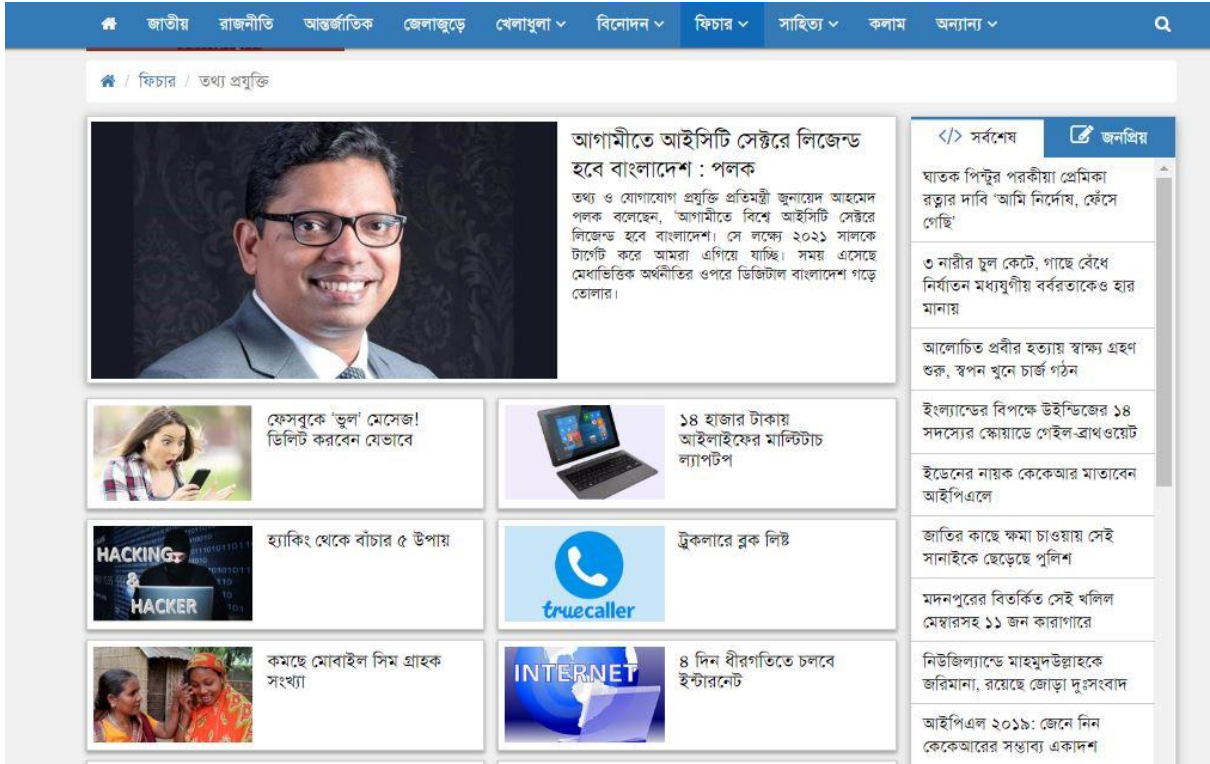 জাতীয় রাজনীতি আন্তর্জাতিক জেলাজুড়ে খেলাধুলা বিনোদন ফিচার সাহিত্য কলাম অন্যান্য
/ ফিচার / তথ্য প্রযুক্তি
আগামীতে আইসিটি সেক্টরে লিজেন্ড
হবে বাংলাদেশ : পলক
তথ্য ও যোগাযোগ প্রযুক্তি প্রতিমন্ত্রী জুনায়েদ আহমেদ
পলক বলেছেন, ‘আগামীতে বিশ্বে আইসিটি সেক্টরে
লিজেন্ড হবে বাংলাদেশ। সে লক্ষ্যে ২০২১ সালকে
টার্গেট করে আমরা এগিয়ে যাচ্ছি। সময় এসেছে
মেধাভিত্তিক অর্থনীতির ওপরে ডিজিটাল বাংলাদেশ গড়ে
তোলার।
ফেসবুকে ‘ভুল’ মেসেজ!
ডিলিট করবেন যেভাবে
১৪ হাজার টাকায়
আইলাইফের মাল্টিটাচ
ল্যাপটপ
HACKING
&
HACKER
হ্যাকিং থেকে বাঁচার ৫ উপায়
truecaller
ট্রুকলারে ব্লক লিষ্ট
কমছে মোবাইল সিম গ্রাহক
সংখ্যা
INTERNET
৪ দিন ধীরগতিতে চলবে
ইন্টারনেট
</> সর্বশেষ জনপ্রিয়
ঘাতক পিন্টুর পরকীয়া প্রেমিকা
রত্নার দাবি ‘আমি নির্দোষ, ফেঁসে
গেছি’
৩ নারীর চুল কেটে, গাছে বেঁধে
নির্যাতন মধ্যযুগীয় বর্বরতাকেও হার
মানায়
আলোচিত প্রবীর হত্যায় স্বাক্ষ্য গ্রহণ
শুরু, স্বপন খুনে চার্জ গঠন
ইংল্যান্ডের বিপক্ষে উইন্ডিজের ১৪
সদস্যের স্কোয়াডে গেইল-ব্রাথওয়েট
ইডেনের নায়ক কেকেআর মাতাবেন
আইপিএলে
জাতির কাছে ক্ষমা চাওয়ায় সেই
সানাইকে ছেড়েছে পুলিশ
মদনপুরের বিতর্কিত সেই খলিল
মেম্বারসহ ১১ জন কারাগারে
নিউজিল্যান্ডে মাহমুদউল্লাহকে
জরিমানা, রয়েছে জোড়া দুঃসংবাদ
আইপিএল ২০১৯: জেনে নিন
কেকেআরের সম্ভাব্য একাদশ